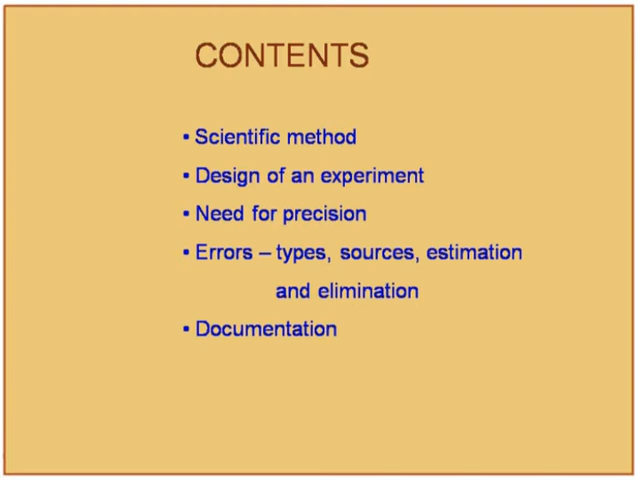 CONTENTS
▪ Scientific method
▪ Design of an experiment
▪ Need for precision
▪ Errors – types, sources, estimation
and elimination
▪ Documentation